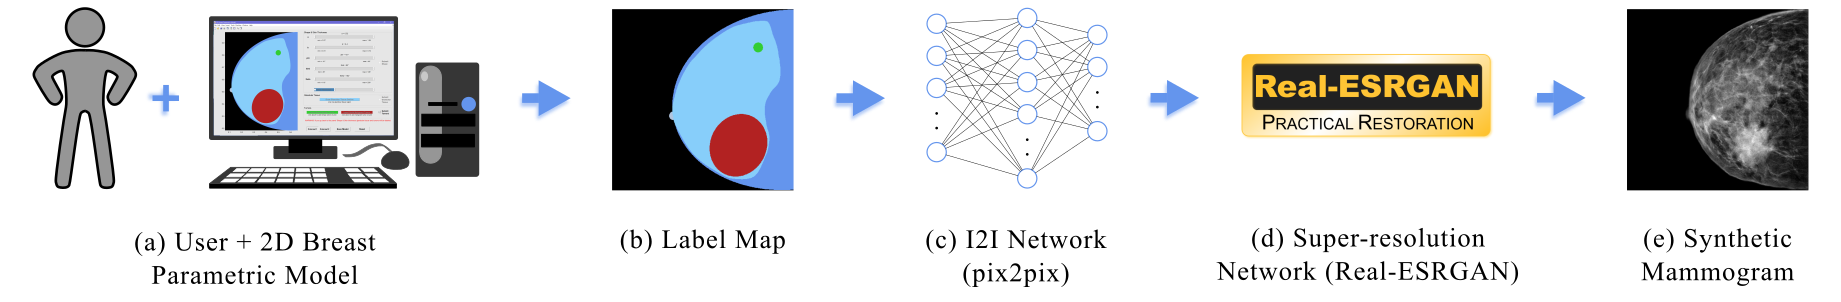 Real-ESRGAN
PRACTICAL RESTORATION
(a) User + 2D Breast
Parametric Model
(b) Label Map
(c) I2I Network
(pix2pix)
(d) Super-resolution
Network (Real-ESRGAN)
(e) Synthetic
Mammogram